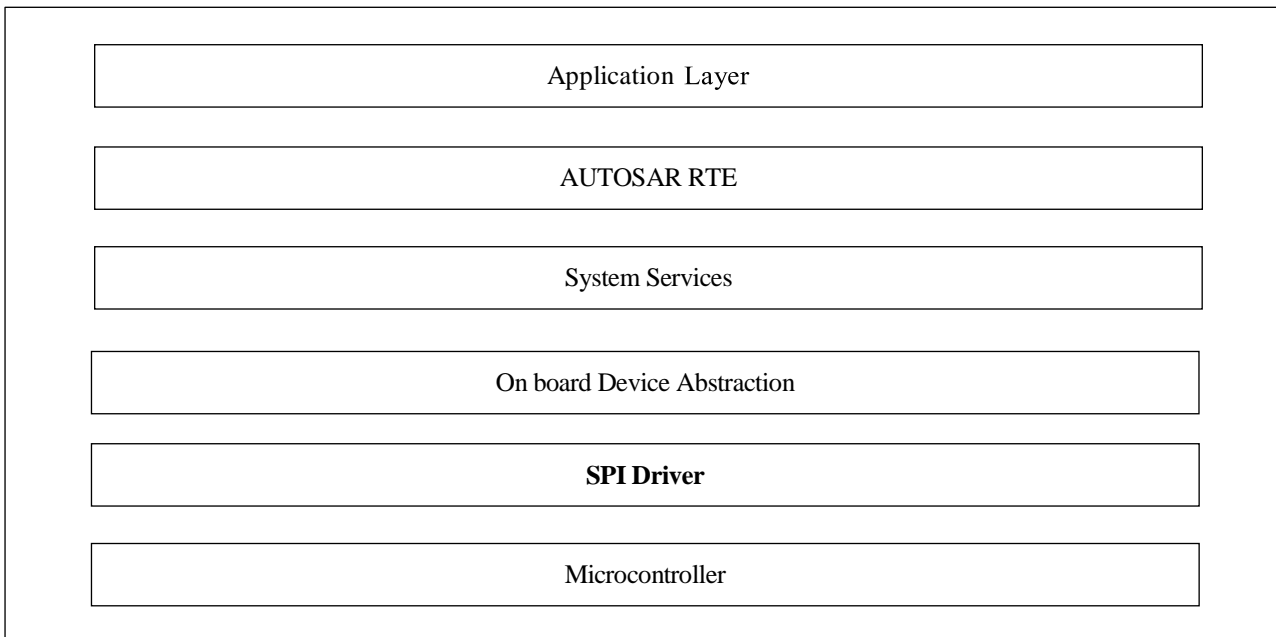 Application Layer
AUTOSAR RTE
System Services
On board Device Abstraction
SPI Driver
Microcontroller